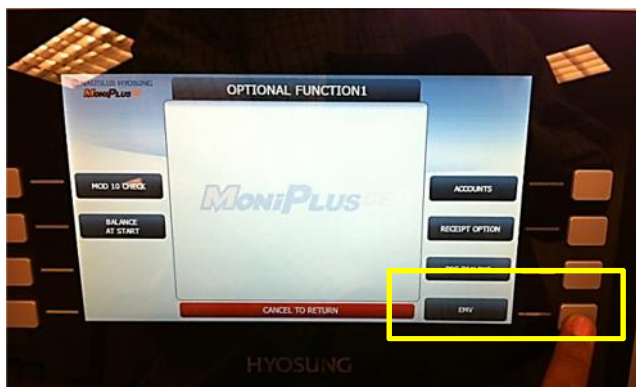 NAUTILUS HYOSUNG
MONIPLUS
OPTIONAL FUNCTION1
MOD 10 CHECK
BALANCE
AT START
MONIPLUSCE
ACCOUNTS
RECEIPT OPTION
EMV
CANCEL TO RETURN
HYOSUNG